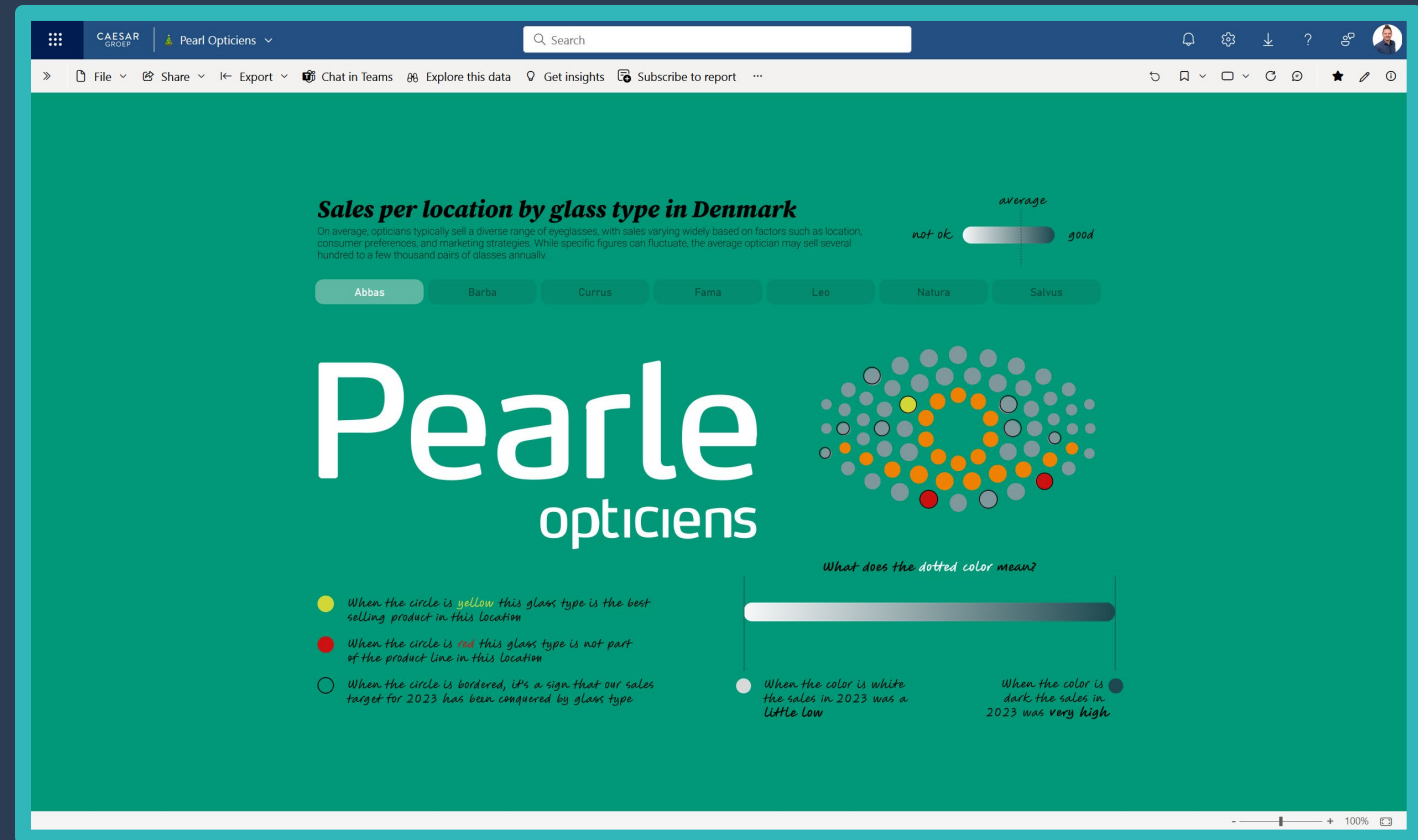 CAESAR
GROEP
Pearl Opticiens
Search
?
File
Share
Export
Chat in Teams
Explore this data
Get insights
Subscribe to report
...
Sales per location by glass type in Denmark
On average, opticians typically sell a diverse range of eyeglasses, with sales varying widely based on factors such as location,
consumer preferences, and marketing strategies. While specific figures can fluctuate, the average optician may sell several
hundred to a few thousand pairs of glasses annually.
average
not ok
good
Abbas
Barba
Currus
Fama
Leo
Natura
Salvus
Pearle
opticiens
What does the dotted color mean?
When the circle is yellow this glass type is the best
selling product in this location
When the circle is red this glass type is not part
of the product line in this location
When the circle is bordered, it's a sign that our sales
target for 2023 has been conquered by glass type
When the color is white
the sales in 2023 was a
little low
When the color is
dark the sales in
2023 was very high
- + 100%